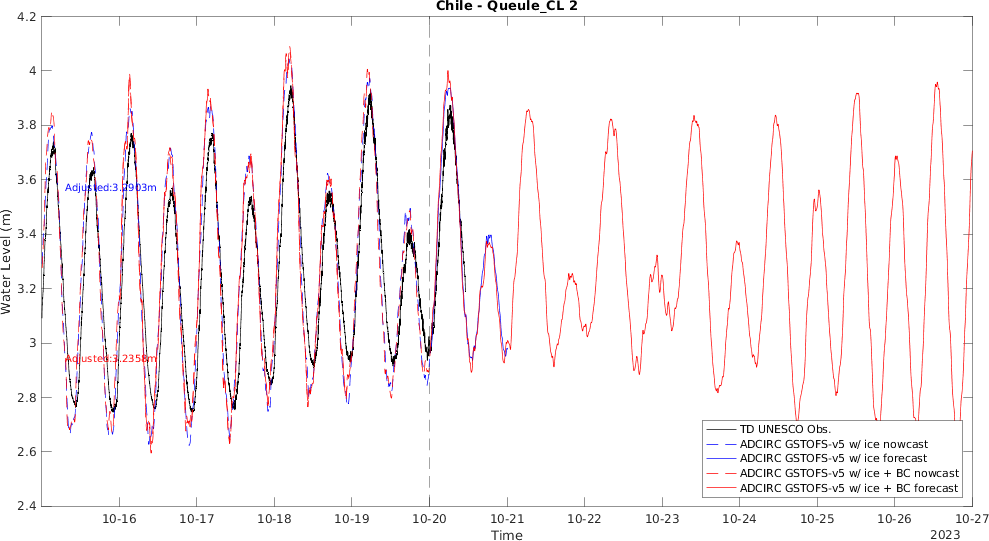 Chile - Queule_CL 2
4.2
4
3.8
3.6
3.4
3.2
3
2.8
2.6
2.4
Water Level (m)
Adjusted:3.2903m
Adjusted:3.2358m
TD UNESCO Obs.
ADCIRC GSTOFS-v5 w/ ice nowcast
ADCIRC GSTOFS-v5 w/ ice forecast
ADCIRC GSTOFS-v5 w/ ice + BC nowcast
ADCIRC GSTOFS-v5 w/ ice + BC forecast
10-16 10-17 10-18 10-19 10-20 10-21 10-22 10-23 10-24 10-25 10-26 10-27
Time
2023